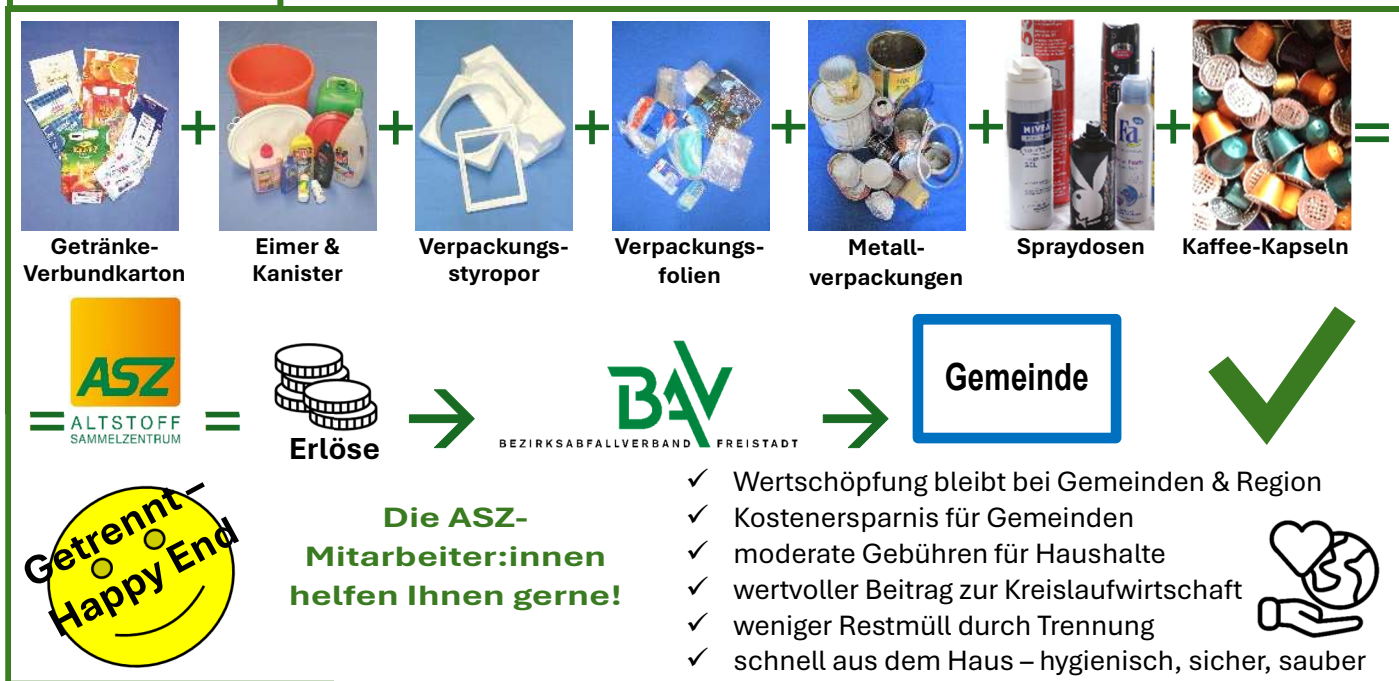 Getränke-
Verbundkarton
Eimer &
Kanister
Verpackungs-
styropor
Verpackungs-
folien
Metall-
verpackungen
NIVEA
Fa
Spraydosen
Kaffee-Kapseln
+ + + + + + =
ASZ
= ALTSTOFF =
SAMMELZENTRUM
Erlöse
BAV
BEZIRKSABFALLVERBAND FREISTADT
Gemeinde
Getrennt –
Happy End
Die ASZ-
Mitarbeiter:innen
helfen Ihnen gerne!
✓ Wertschöpfung bleibt bei Gemeinden & Region
✓ Kostenersparnis für Gemeinden
✓ moderate Gebühren für Haushalte
✓ wertvoller Beitrag zur Kreislaufwirtschaft
✓ weniger Restmüll durch Trennung
✓ schnell aus dem Haus – hygienisch, sicher, sauber